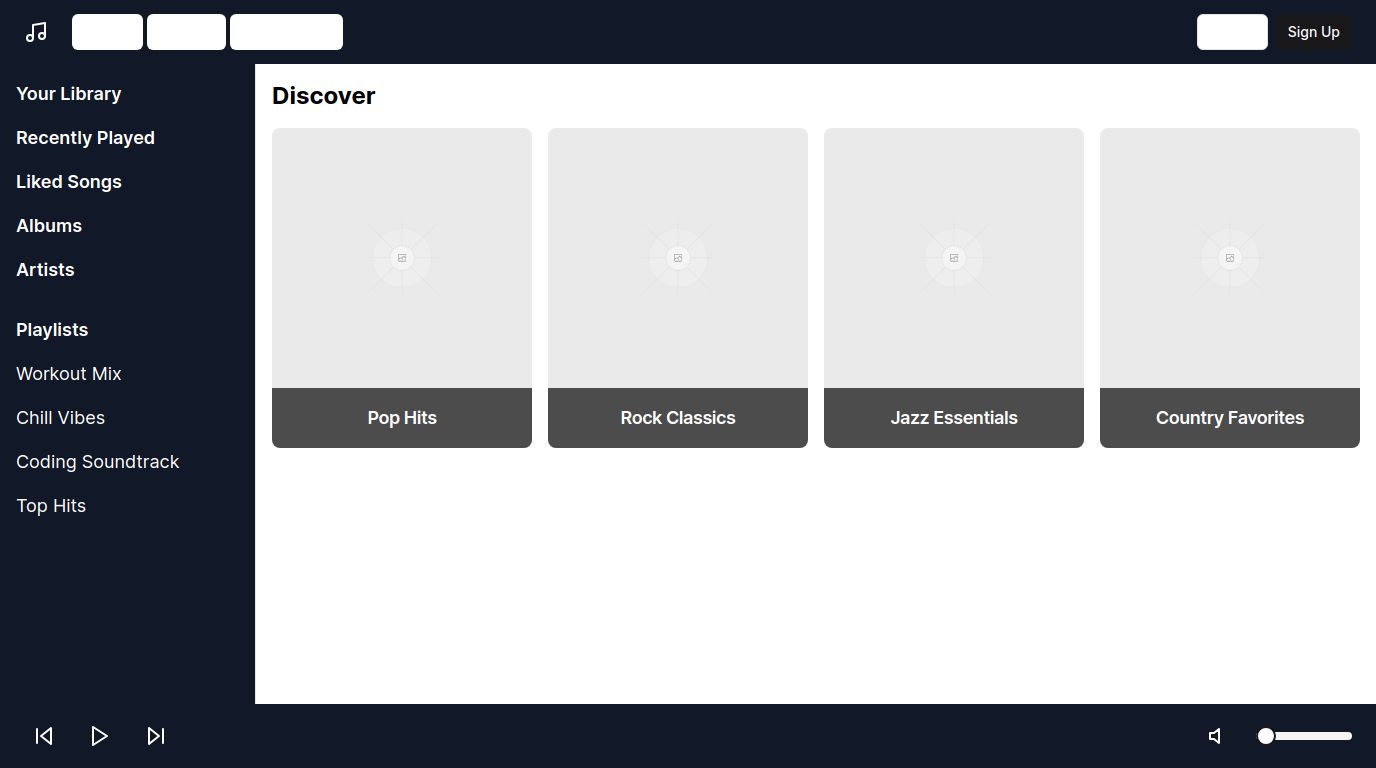 Sign Up
Your Library
Recently Played
Liked Songs
Albums
Artists
Playlists
Workout Mix
Chill Vibes
Coding Soundtrack
Top Hits
Discover
Pop Hits
Rock Classics
Jazz Essentials
Country Favorites